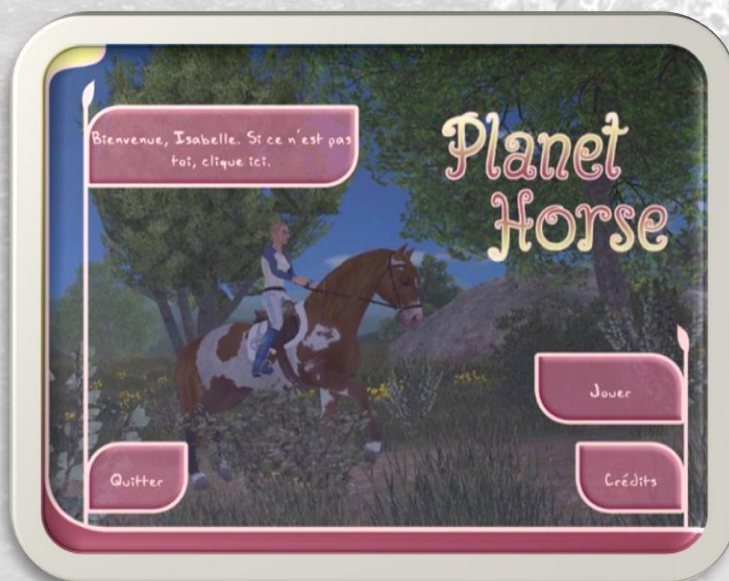 Bienvenue, Isabelle. Si ce n'est pas
toi, clique ici.
Planet
Horse
Jouer
Quitter
Crédits